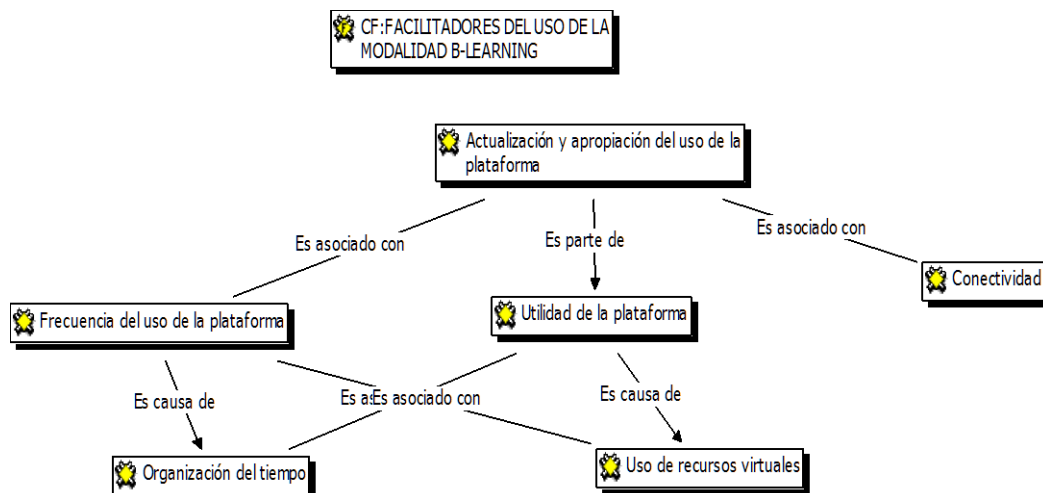 CF:FACILITADORES DEL USO DE LA
MODALIDAD B-LEARNING
Actualización y apropiación del uso de la
plataforma
Es asociado con
Es parte de
Es asociado con
Conectividad
Frecuencia del uso de la plataforma
Utilidad de la plataforma
Es causa de
Es asociado con
Es causa de
Organización del tiempo
Uso de recursos virtuales